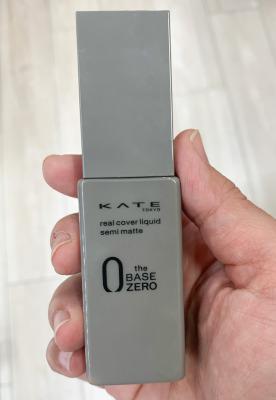 KATE
TOKYO
real cover liquid
semi matte
0 the
BASE
ZERO